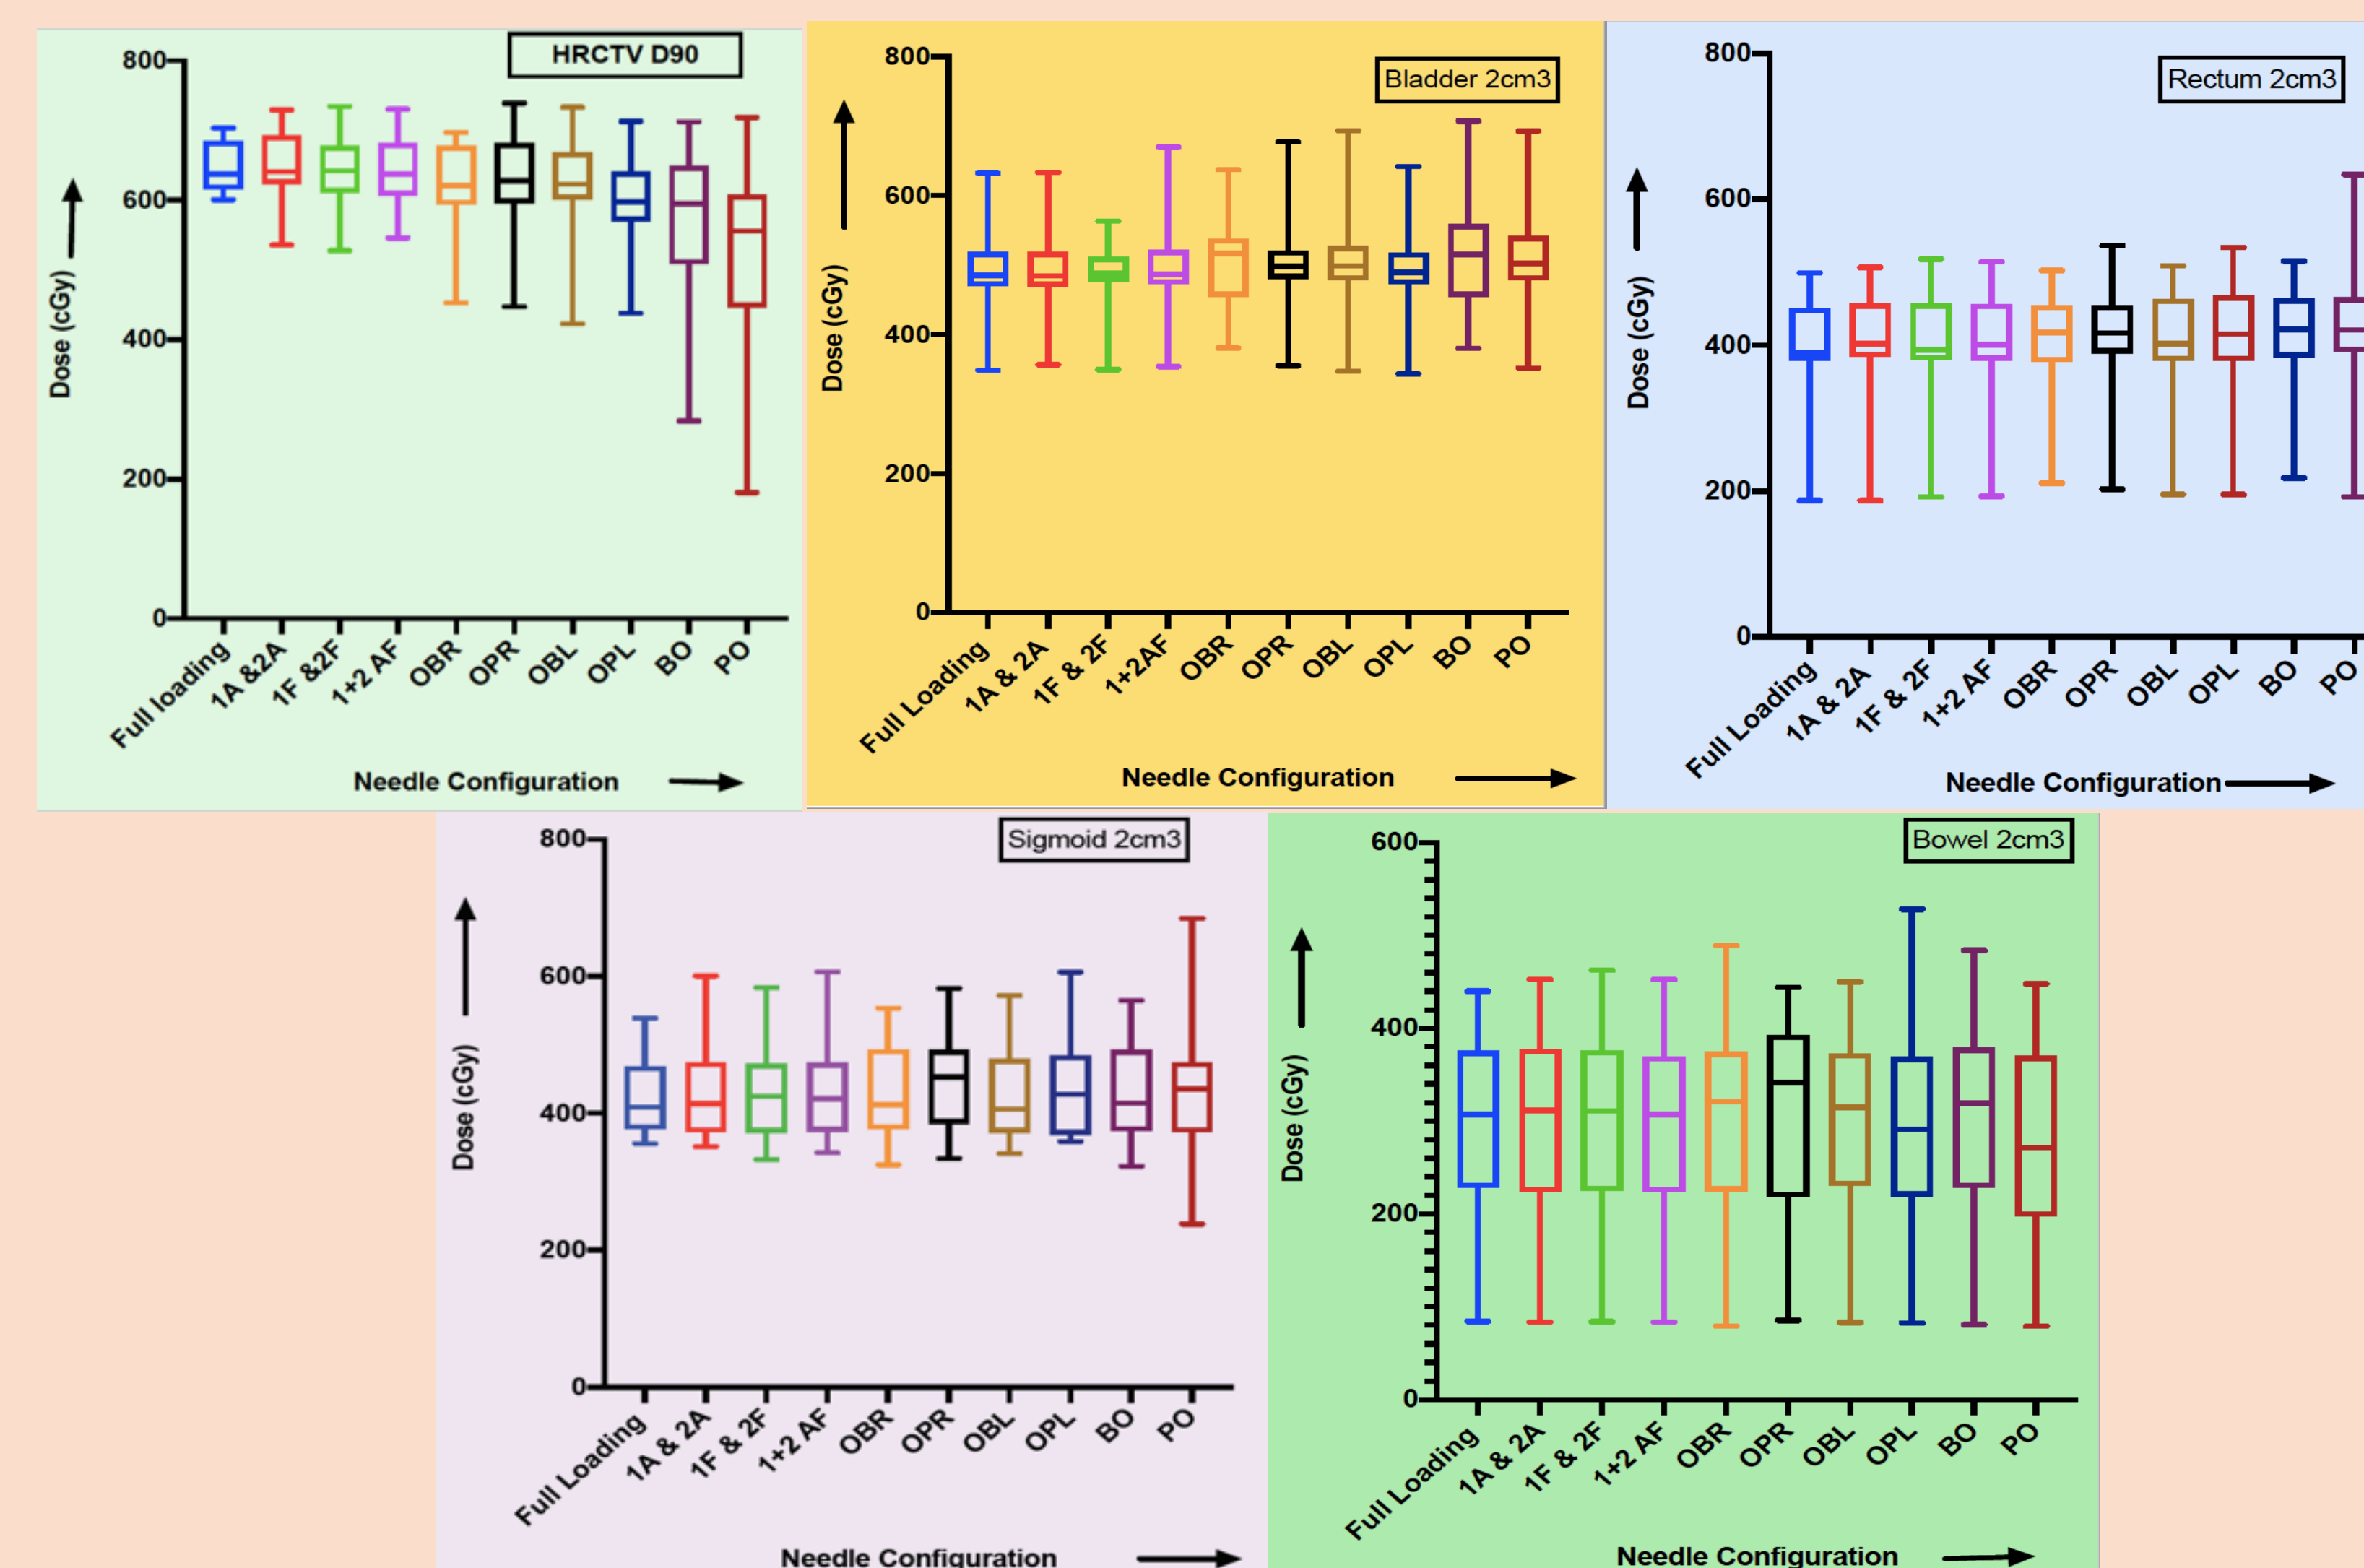 HRCTV D90
800
600
400
200
0
Dose (cGy)
Full loading
1A &2A
1F &2F
1+2 AF
OBR
OPR
OBL
OPL
BO
PO
Needle Configuration
Bladder 2cm3
800
600
400
200
0
Dose (cGy)
Full Loading
1A & 2A
1F & 2F
1+2AF
OBR
OPR
OBL
OPL
BO
PO
Needle Configuration
Rectum 2cm3
800
600
400
200
0
Dose (cGy)
Full Loading
1A & 2A
1F & 2F
1+2 AF
OBR
OPR
OBL
OPL
BO
PO
Needle Configuration
Sigmoid 2cm3
800
600
400
200
0
Dose (cGy)
Full Loading
1A & 2A
1F & 2F
1+2 AF
OBR
OPR
OBL
OPL
BO
PO
Needle Configuration
Bowel 2cm3
600
400
200
0
Dose (cGy)
Full Loading
1A & 2A
1F & 2F
1+2 AF
OBR
OPR
OBL
OPL
BO
PO
Needle Configuration